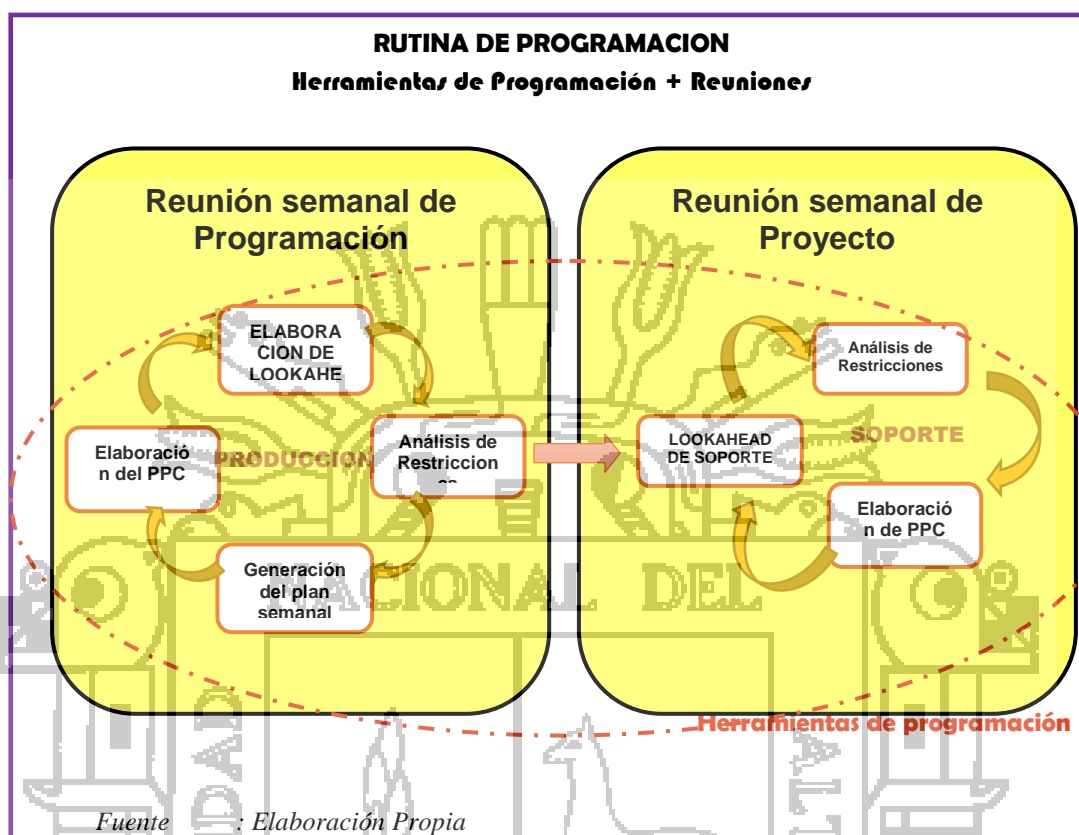 RUTINA DE PROGRAMACION
Herramientas de Programación + Reuniones
Reunión semanal de
Programación
ELABORA
CION DE
LOOKAHE
Elaboració
n del PPC
PRODUCCION
Análisis de
Restriccion
es
Generación
del plan
semanal
Reunión semanal de
Proyecto
Análisis de
Restricciones
LOOKAHEAD
DE SOPORTE
SOPORTE
Elaboració
n de PPC
NACIONAL DEL
DAD
Herramientas de programación
Fuente : Elaboración Propia